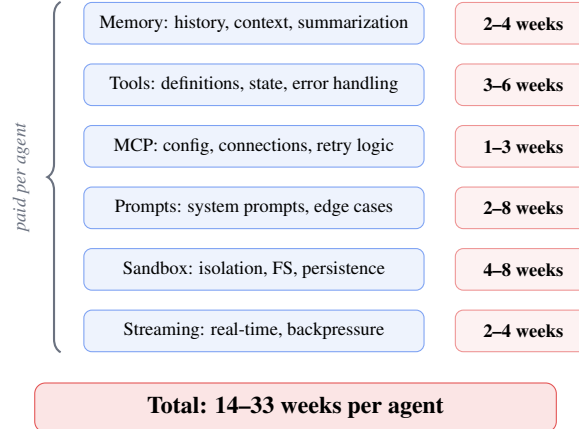 Memory: history, context, summarization
2–4 weeks
Tools: definitions, state, error handling
3–6 weeks
MCP: config, connections, retry logic
1–3 weeks
paid per agent
Prompts: system prompts, edge cases
2–8 weeks
Sandbox: isolation, FS, persistence
4–8 weeks
Streaming: real-time, backpressure
2–4 weeks
Total: 14–33 weeks per agent